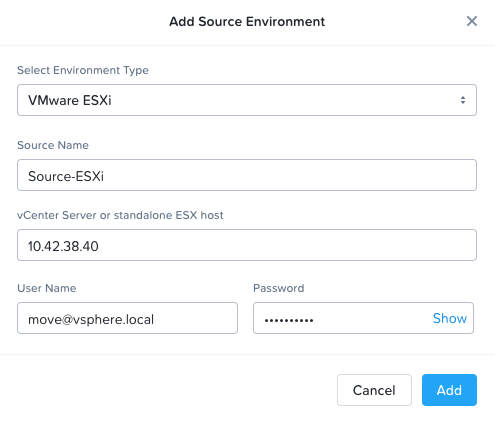 Add Source Environment
Select Environment Type
VMware ESXi
Source Name
Source-ESXi
vCenter Server or standalone ESX host
10.42.38.40
User Name Password
move@vsphere.local •••••••••• Show
Cancel Add